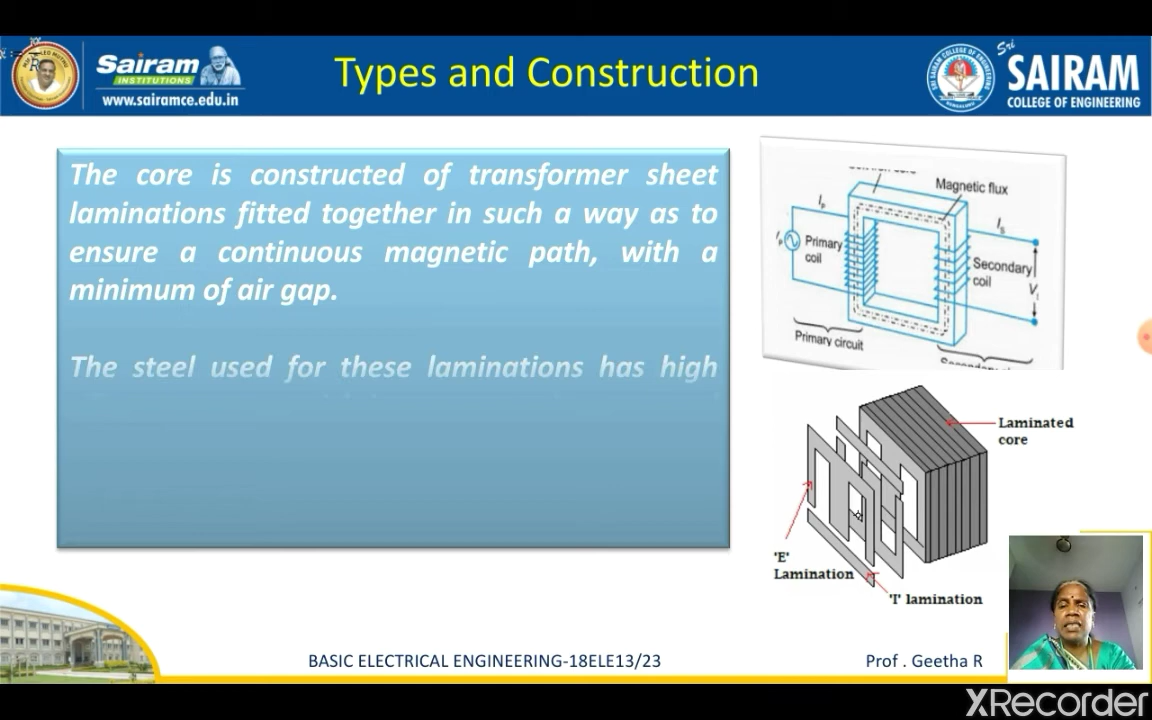 Sairam
INSTITUTIONS
www.sairamce.edu.in
Types and Construction
Sri
SAIRAM
COLLEGE OF ENGINEERING
The core is constructed of transformer sheet
laminations fitted together in such a way as to
ensure a continuous magnetic path, with a
minimum of air gap.
The steel used for these laminations has high
Magnetic flux
Ip
Is
Primary
coil
Secondary
coil
Primary circuit
Laminated
core
'E'
Lamination
'I' lamination
BASIC ELECTRICAL ENGINEERING-18ELE13/23
Prof . Geetha R
XRecorder